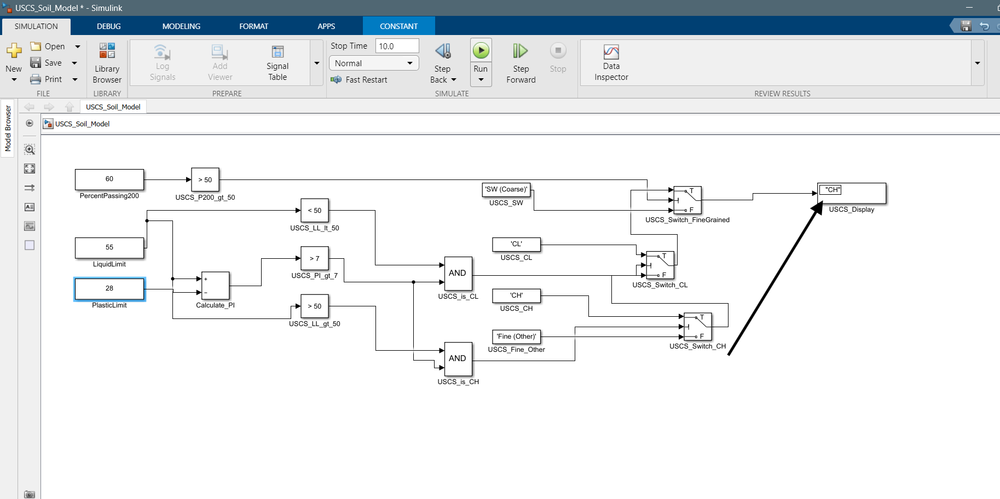 USCS_Soil_Model * - Simulink
SIMULATION
DEBUG
MODELING
FORMAT
APPS
CONSTANT
New
Open
Save
Print
FILE
Library
Browser
LIBRARY
Log
Signals
Add
Viewer
Signal
Table
PREPARE
Stop Time
10.0
Normal
Fast Restart
Step
Back
Run
Step
Forward
Stop
SIMULATE
Data
Inspector
REVIEW RESULTS
Model Browser
USCS_Soil_Model
USCS_Soil_Model
60
PercentPassing200
> 50
USCS_P200_gt_50
55
LiquidLimit
28
PlasticLimit
+
−
Calculate_PI
< 50
USCS_LL_lt_50
> 7
USCS_PI_gt_7
> 50
USCS_LL_gt_50
AND
USCS_is_CL
AND
USCS_is_CH
'SW (Coarse)'
USCS_SW
'CL'
USCS_CL
'CH'
USCS_CH
'Fine (Other)'
USCS_Fine_Other
T
F
USCS_Switch_FineGrained
T
F
USCS_Switch_CL
T
F
USCS_Switch_CH
"CH"
USCS_Display